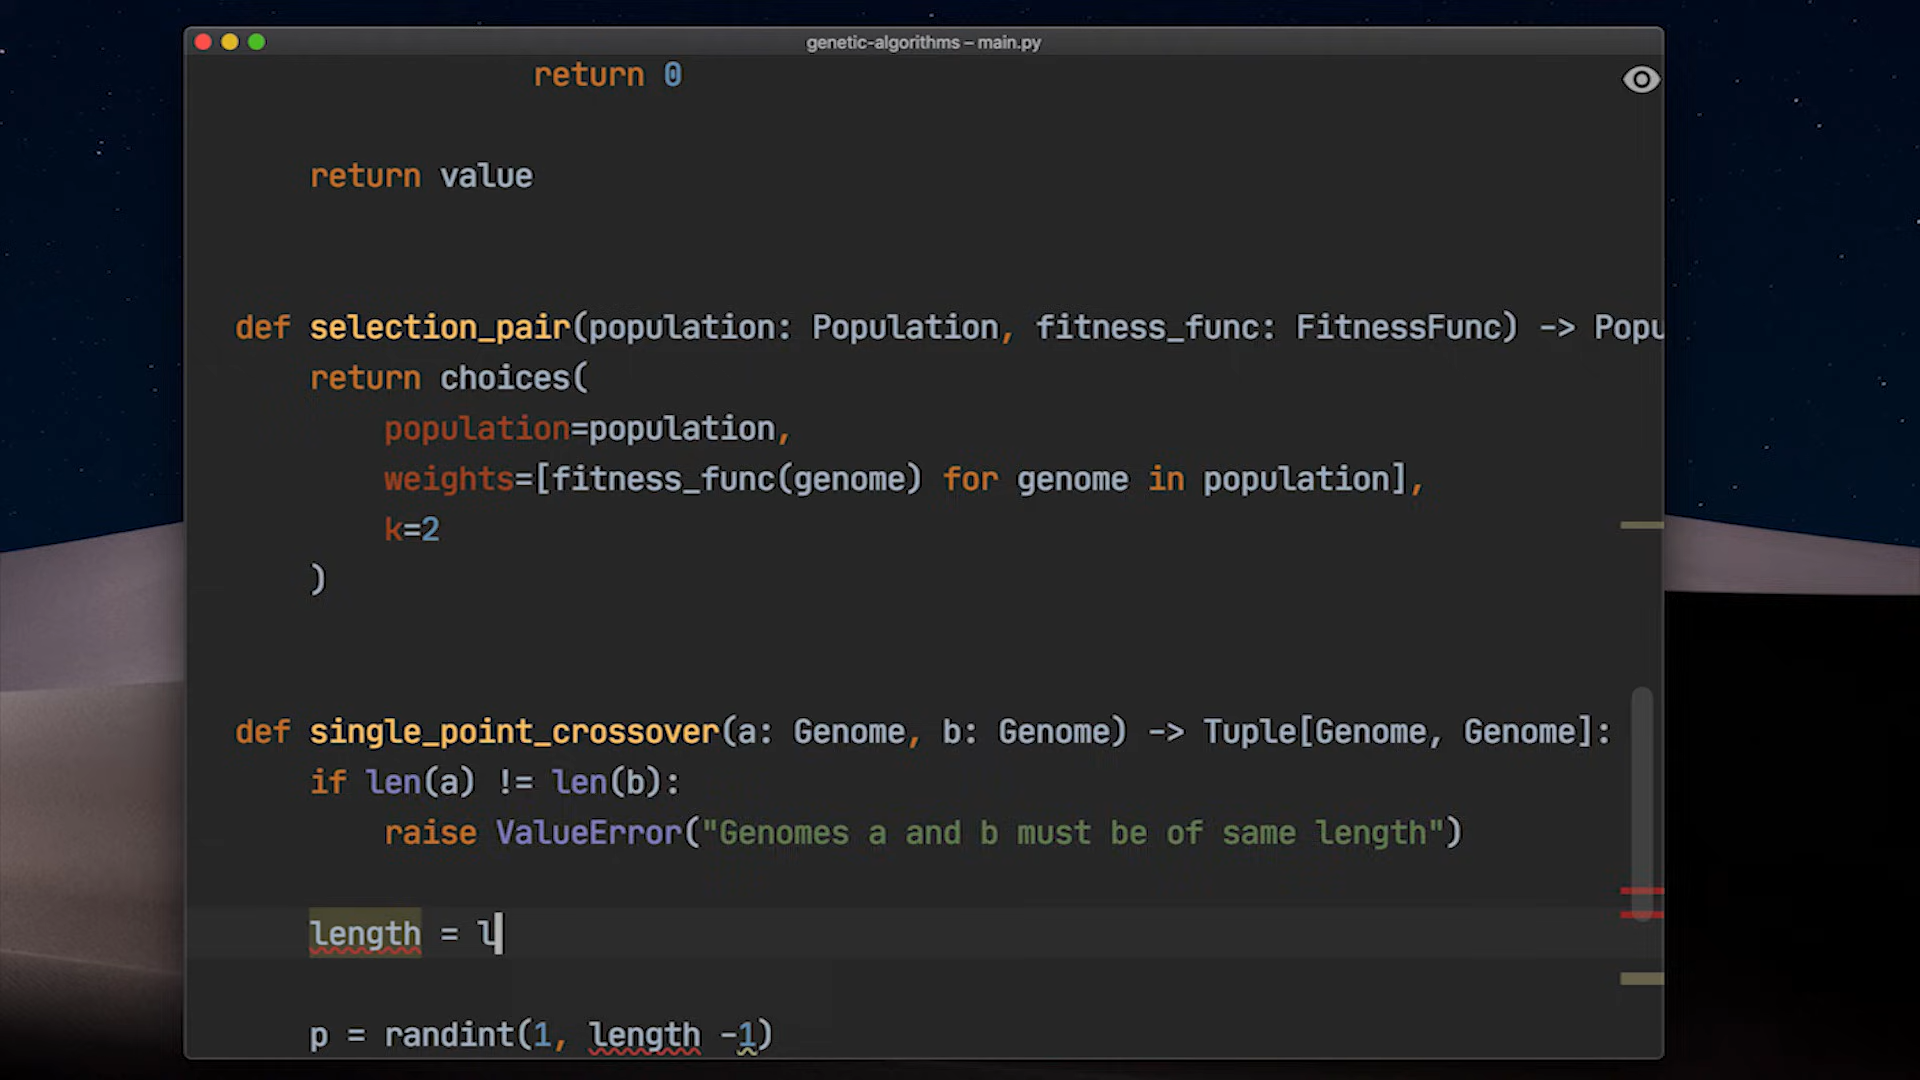 genetic-algorithms – main.py
return 0
return value
def selection_pair(population: Population, fitness_func: FitnessFunc) -> Popu
return choices(
population=population,
weights=[fitness_func(genome) for genome in population],
k=2
)
def single_point_crossover(a: Genome, b: Genome) -> Tuple[Genome, Genome]:
if len(a) != len(b):
raise ValueError("Genomes a and b must be of same length")
length = l
p = randint(1, length -1)